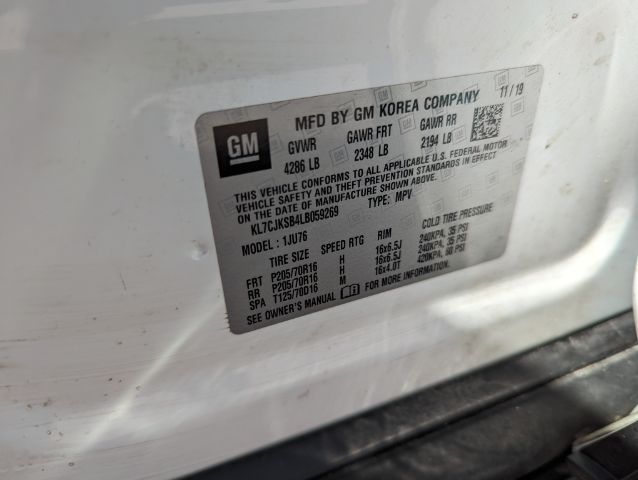 GM
MFD BY GM KOREA COMPANY 11/19
GVWR GAWR FRT GAWR RR
4286 LB 2348 LB 2194 LB
THIS VEHICLE CONFORMS TO ALL APPLICABLE U.S. FEDERAL MOTOR
VEHICLE SAFETY AND THEFT PREVENTION STANDARDS IN EFFECT
ON THE DATE OF MANUFACTURE SHOWN ABOVE.
KL7CJKSB4LB059269 TYPE: MPV
MODEL: 1JU76
TIRE SIZE SPEED RTG RIM COLD TIRE PRESSURE
FRT P205/70R16 H 16x6.5J 240KPA, 35 PSI
RR P205/70R16 H 16x6.5J 240KPA, 35 PSI
SPA T125/70D16 M 16x4.0T 420KPA, 60 PSI
SEE OWNER'S MANUAL FOR MORE INFORMATION.